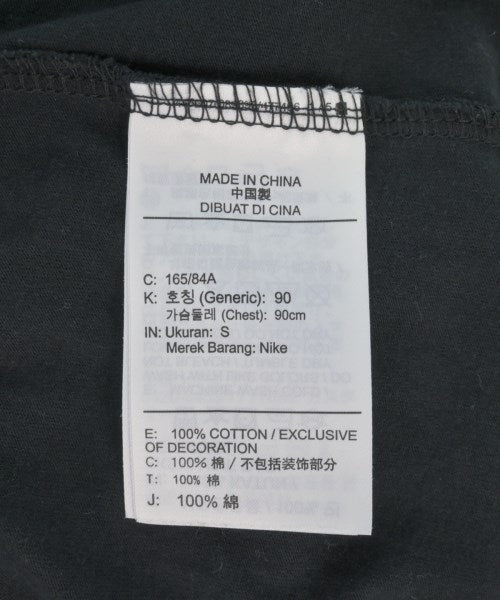 MADE IN CHINA
中国製
DIBUAT DI CINA
C: 165/84A
K: 호칭 (Generic): 90
가슴둘레 (Chest): 90cm
IN: Ukuran: S
Merek Barang: Nike
E: 100% COTTON / EXCLUSIVE
OF DECORATION
C: 100% 棉 / 不包括装饰部分
T: 100% 棉
J: 100% 綿